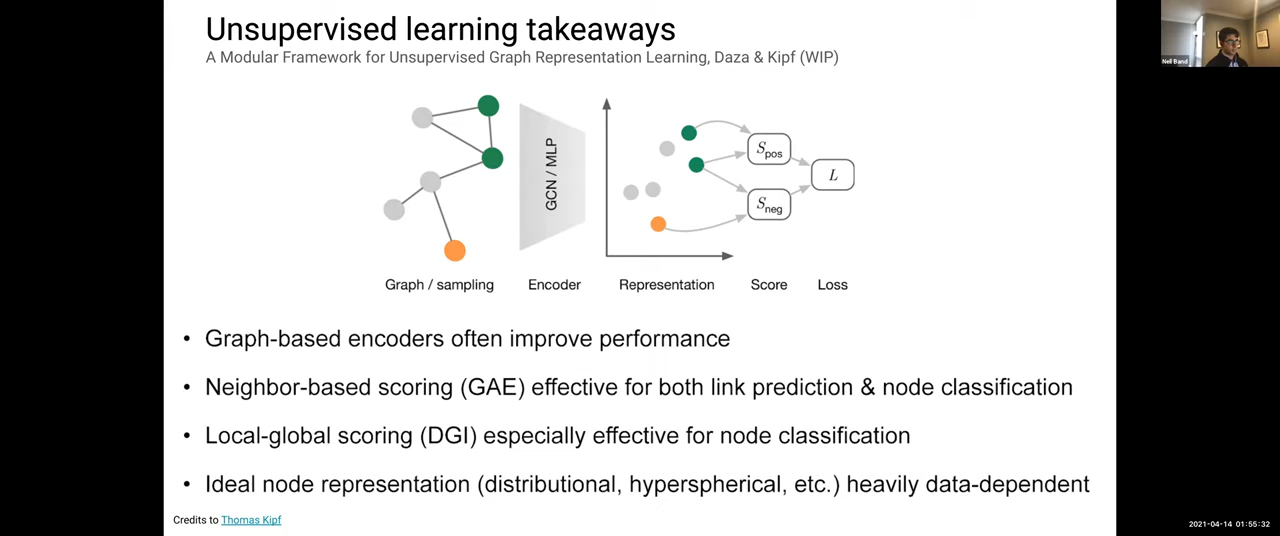 Unsupervised learning takeaways
A Modular Framework for Unsupervised Graph Representation Learning, Daza & Kipf (WIP)
Neil Band
GCN / MLP
Spos
Sneg
L
Graph / sampling
Encoder
Representation
Score
Loss
• Graph-based encoders often improve performance
• Neighbor-based scoring (GAE) effective for both link prediction & node classification
• Local-global scoring (DGI) especially effective for node classification
• Ideal node representation (distributional, hyperspherical, etc.) heavily data-dependent
Credits to Thomas Kipf
2021-04-14 01:55:32